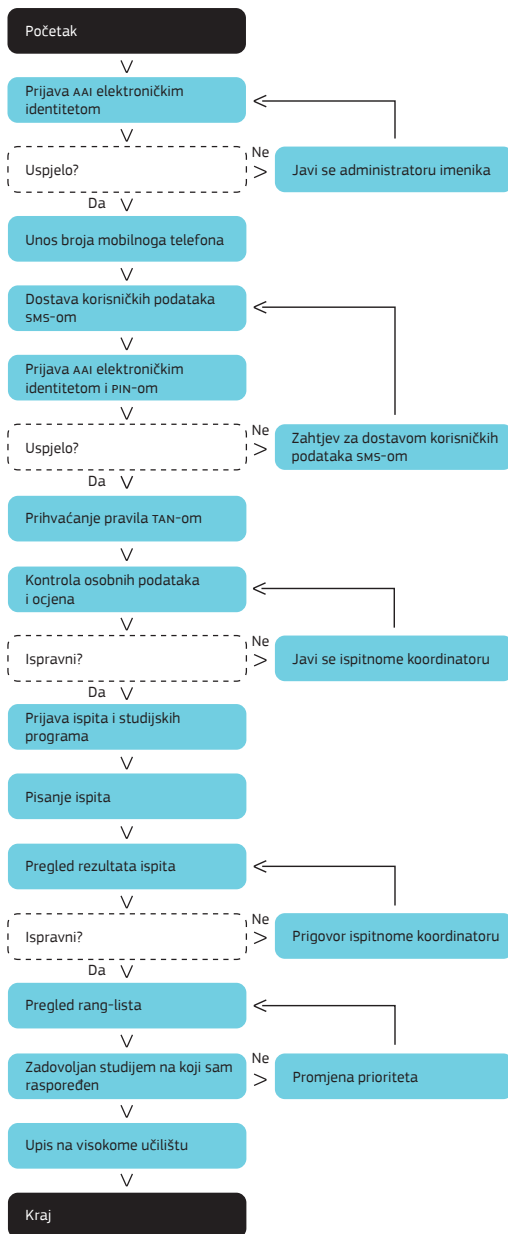 Početak
Prijava AAI elektroničkim
identitetom
Uspjelo?
Ne
Javi se administratoru imenika
Da
Unos broja mobilnoga telefona
Dostava korisničkih podataka
SMS-om
Prijava AAI elektroničkim
identitetom i PIN-om
Uspjelo?
Ne
Zahtjev za dostavom korisničkih
podataka SMS-om
Da
Prihvaćanje pravila TAN-om
Kontrola osobnih podataka
i ocjena
Ispravni?
Ne
Javi se ispitnome koordinatoru
Da
Prijava ispita i studijskih
programa
Pisanje ispita
Pregled rezultata ispita
Ispravni?
Ne
Prigovor ispitnome koordinatoru
Da
Pregled rang-lista
Zadovoljan studijem na koji sam
raspoređen
Ne
Promjena prioriteta
Upis na visokome učilištu
Kraj